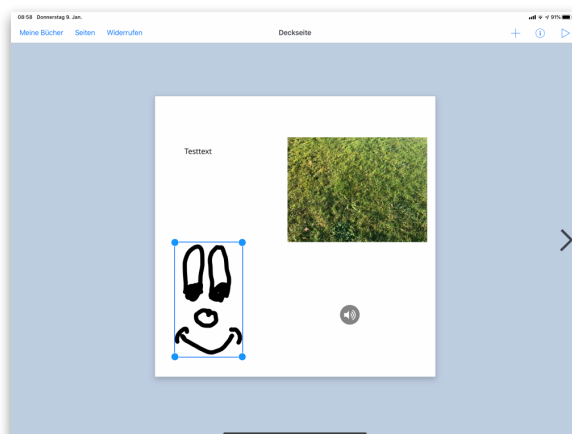 08:58 Donnerstag 9. Jan.
91%
Meine Bücher Seiten Widerrufen Deckseite
Testtext